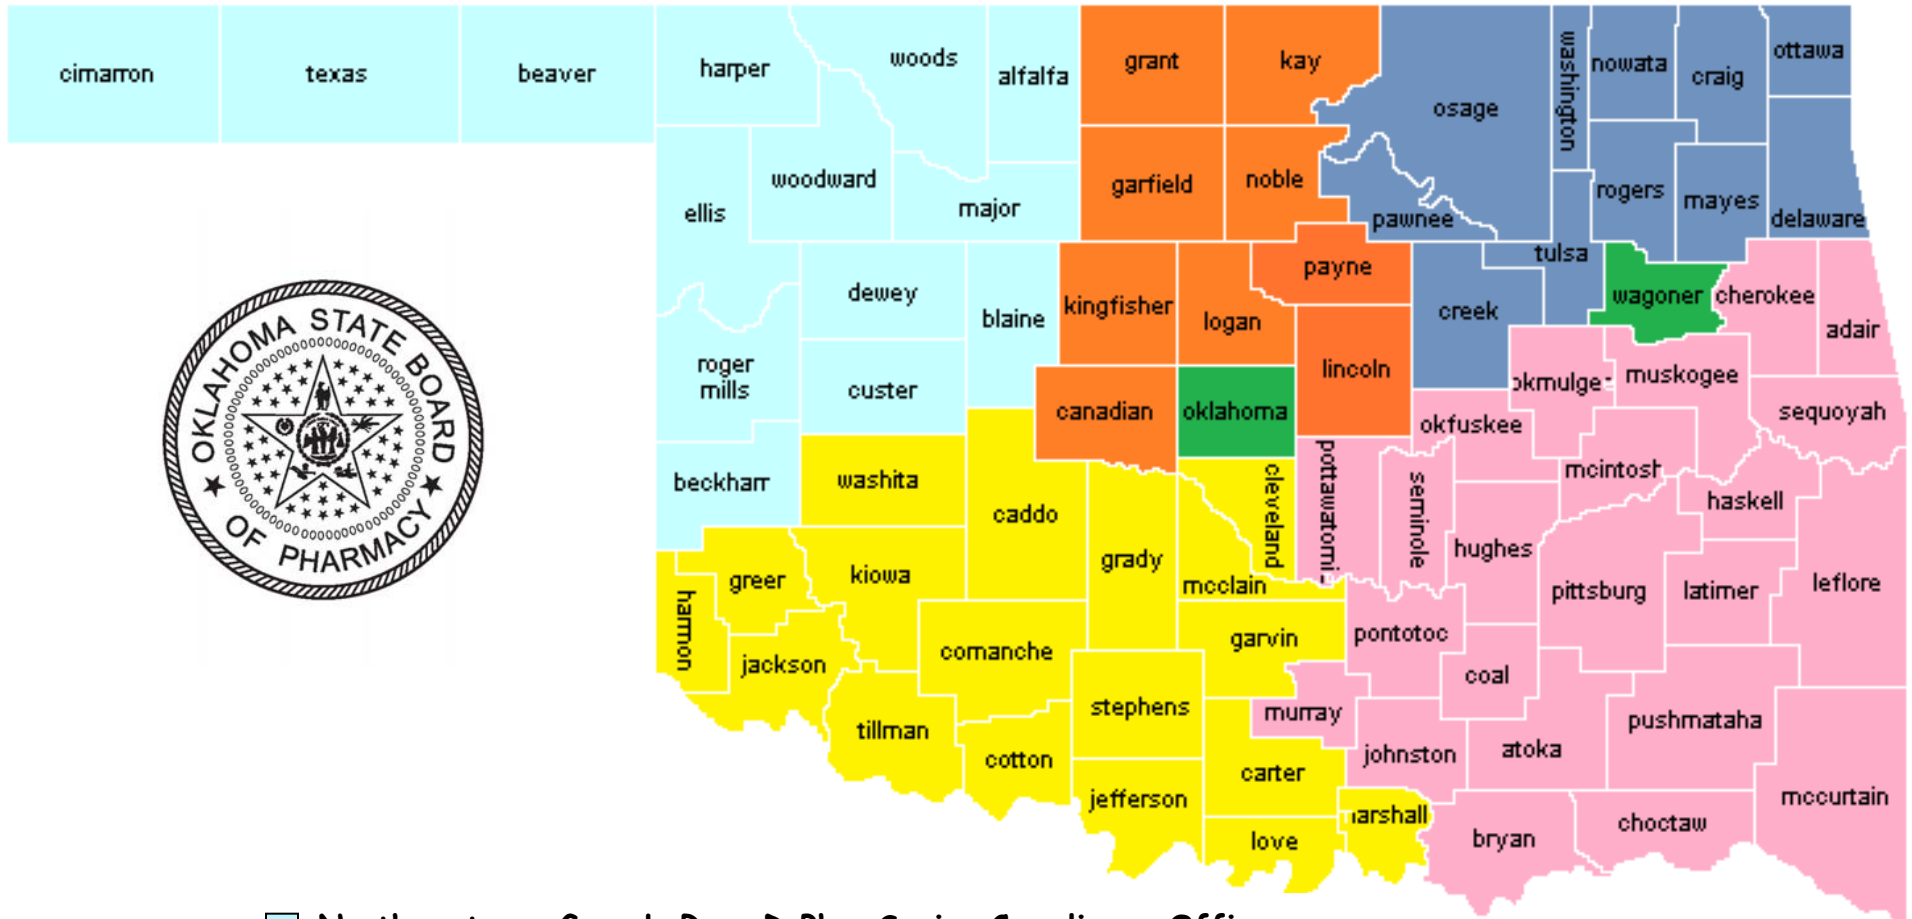 cimarron
texas
beaver
harper
woods
alfalfa
grant
kay
osage
washington
nowata
craig
ottawa
ellis
woodward
major
garfield
noble
pawnee
rogers
mayes
delaware
tulsa
dewey
blaine
kingfisher
logan
payne
creek
wagoner
cherokee
adair
roger
mills
custer
canadian
oklahoma
lincoln
okmulge
muskogee
sequoyah
okfuskee
beckham
washita
caddo
grady
cleveland
pottawatomi
seminole
mcintosh
haskell
hughes
greer
kiowa
mcclain
pittsburg
latimer
leflore
harmon
jackson
comanche
garvin
pontotoc
coal
tillman
stephens
murray
johnston
atoka
pushmataha
cotton
jefferson
carter
marshall
love
bryan
choctaw
mccurtain
OKLAHOMA STATE BOARD
OF PHARMACY